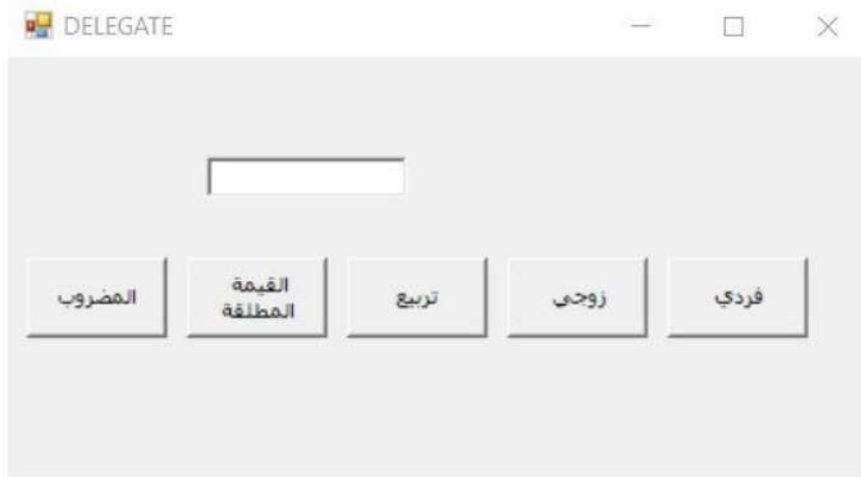 DELEGATE
فردي
زوجي
تربيع
القيمة
المطلقة
المضروب